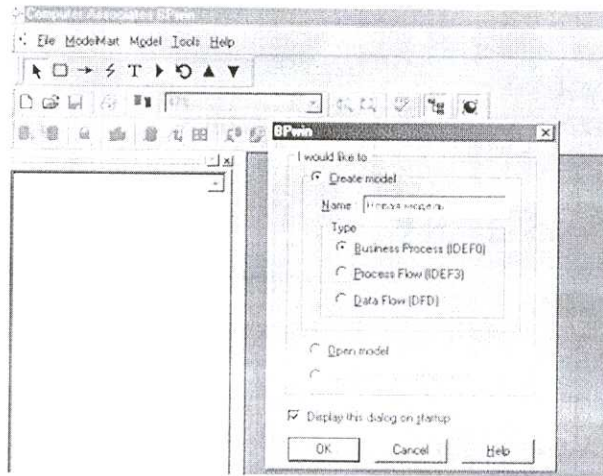 Computer Associates BPwin
File ModelMart Model Tools Help
T
47%
BPwin
I would like to
Create model
Name :
Type
Business Process (IDEF0)
Process Flow (IDEF3)
Data Flow (DFD)
Open model
Display this dialog on startup
OK Cancel Help